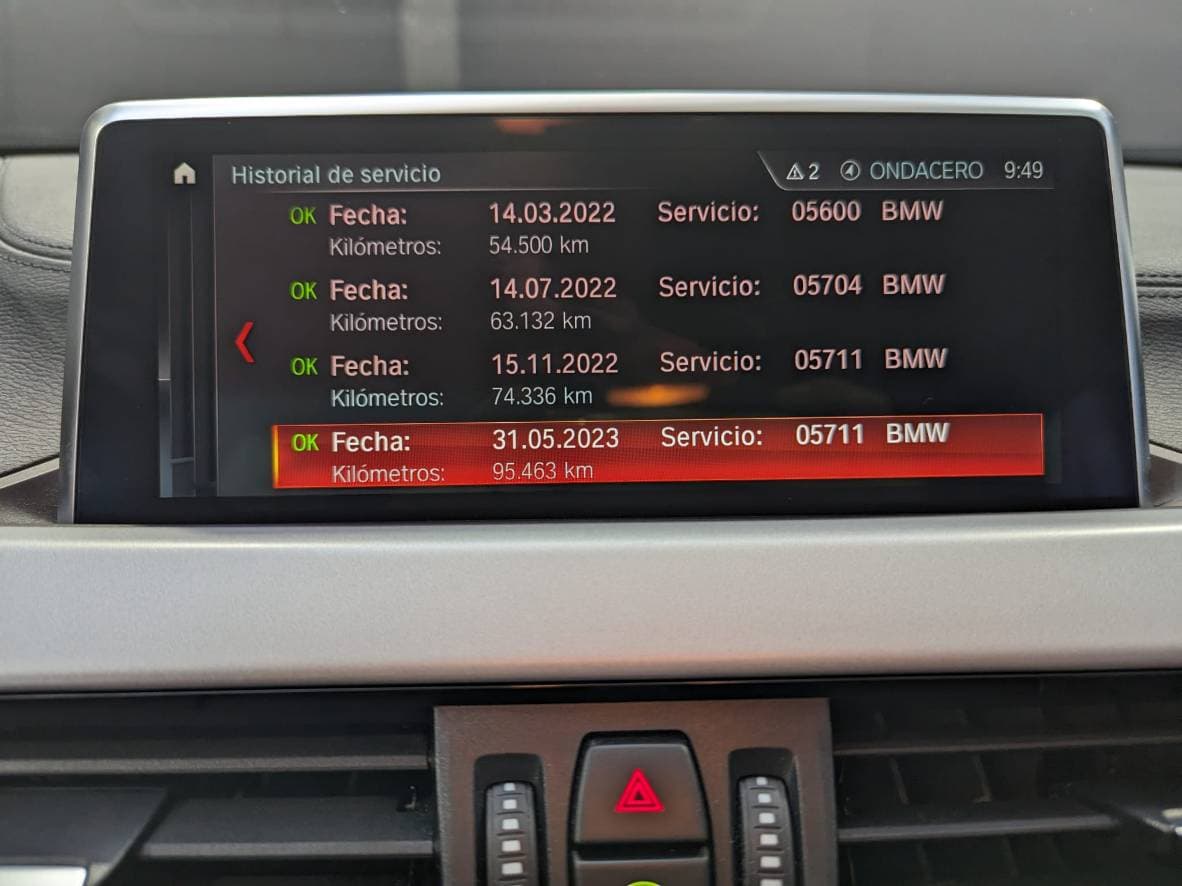 Historial de servicio 2 ONDACERO 9:49
OK Fecha: 14.03.2022 Servicio: 05600 BMW
Kilómetros: 54.500 km
OK Fecha: 14.07.2022 Servicio: 05704 BMW
Kilómetros: 63.132 km
OK Fecha: 15.11.2022 Servicio: 05711 BMW
Kilómetros: 74.336 km
OK Fecha: 31.05.2023 Servicio: 05711 BMW
Kilómetros: 95.463 km